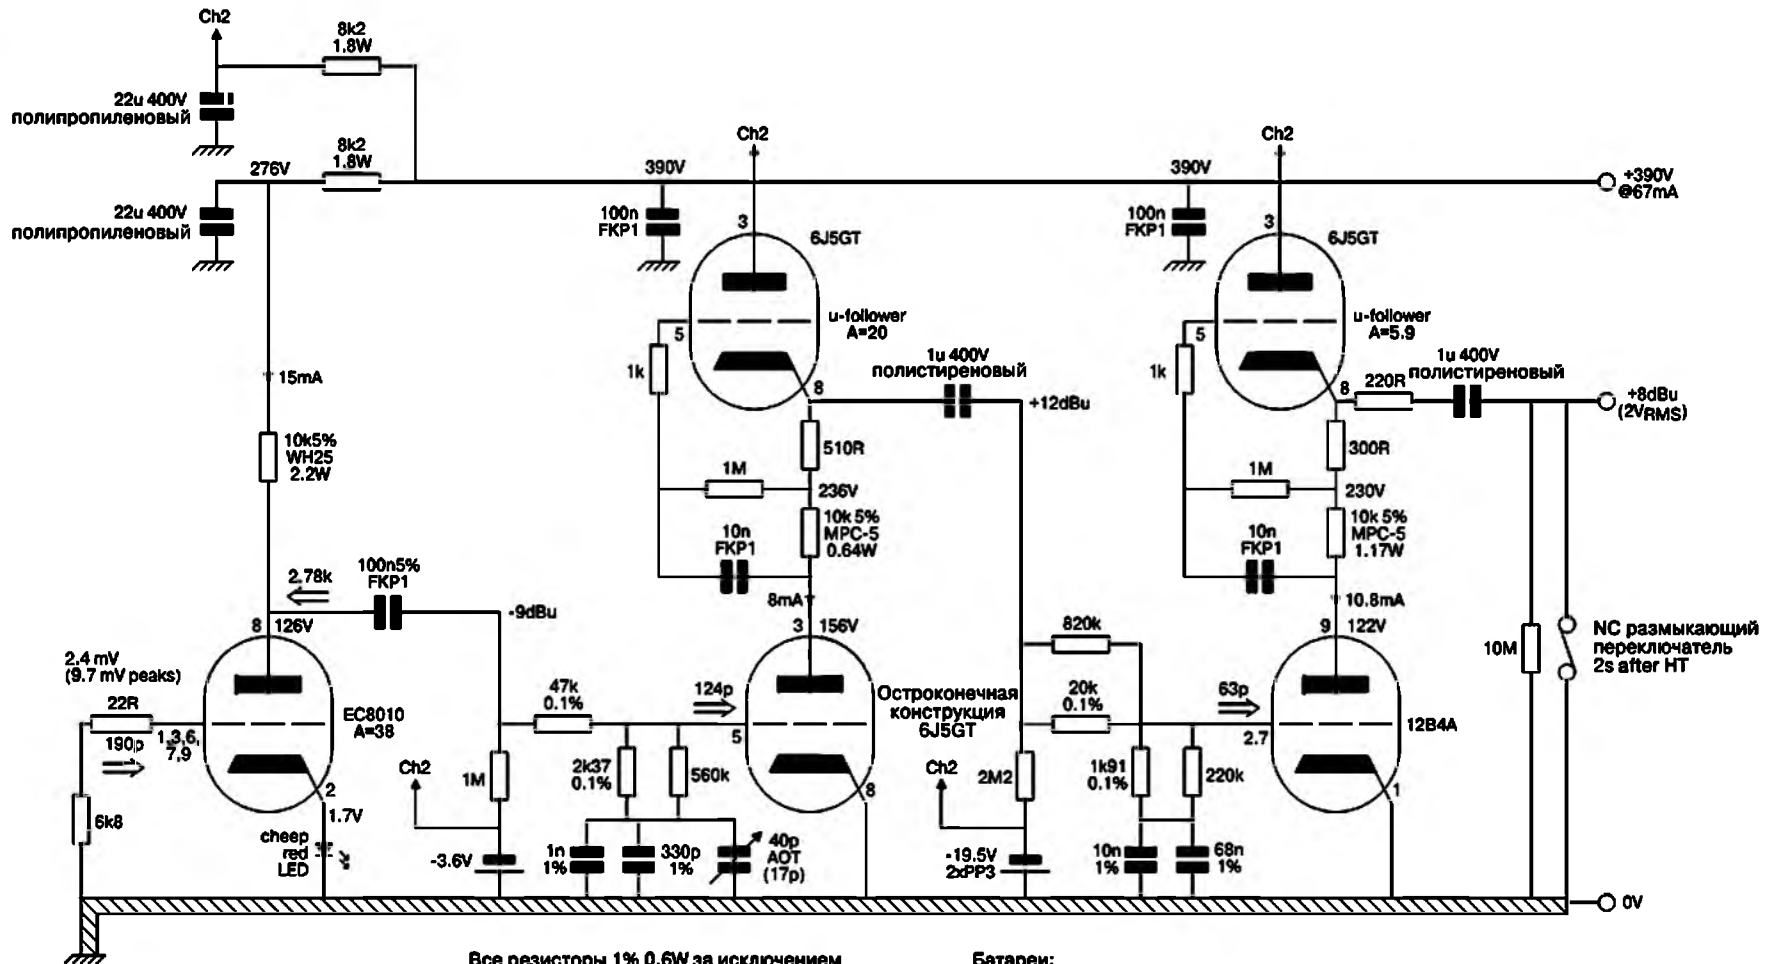 Ch2
8k2
1.8W
22u 400V
полипропиленовый
8k2
1.8W
276V
22u 400V
полипропиленовый
Ch2
390V
100n
FKP1
3
6J5GT
5
u-follower
A=20
1k
8
1u 400V
полистиреновый
+12dBu
510R
1M
236V
10k 5%
MPC-5
0.64W
10n
FKP1
8mA
Ch2
390V
100n
FKP1
3
6J5GT
5
u-follower
A=5.9
1k
8
220R
1u 400V
полистиреновый
300R
1M
230V
10k 5%
MPC-5
1.17W
10n
FKP1
10.8mA
+390V
@67mA
+8dBu
(2VRMS)
15mA
10k5%
WH25
2.2W
2.78k
100n5%
FKP1
-9dBu
8
126V
2.4 mV
(9.7 mV peaks)
22R
190p
1,3,6,
7,9
EC8010
A=38
2
1.7V
6k8
cheep
red
LED
Ch2
1M
-3.6V
47k
0.1%
124p
2k37
0.1%
560k
1n
1%
330p
1%
40p
AOT
(17p)
3
156V
5
8
Остроконечная
конструкция
6J5GT
820k
20k
0.1%
63p
Ch2
2M2
-19.5V
2xPP3
1k91
0.1%
220k
10n
1%
68n
1%
9
122V
2.7
12B4A
1
10M
NC размыкающий
переключатель
2s after HT
0V
Все резисторы 1% 0.6W за исключением
Батареи: